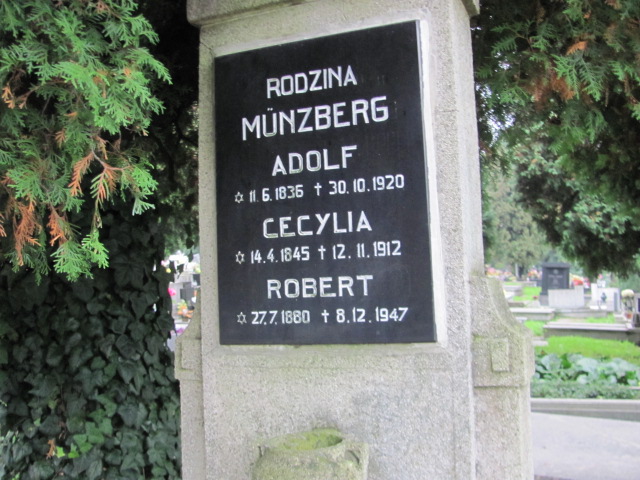 RODZINA
MÜNZBERG
ADOLF
✡ 11.6.1836 ✝ 30.10.1920
CECYLIA
✡ 14.4.1845 ✝ 12.11.1912
ROBERT
✡ 27.7.1880 ✝ 8.12.1947